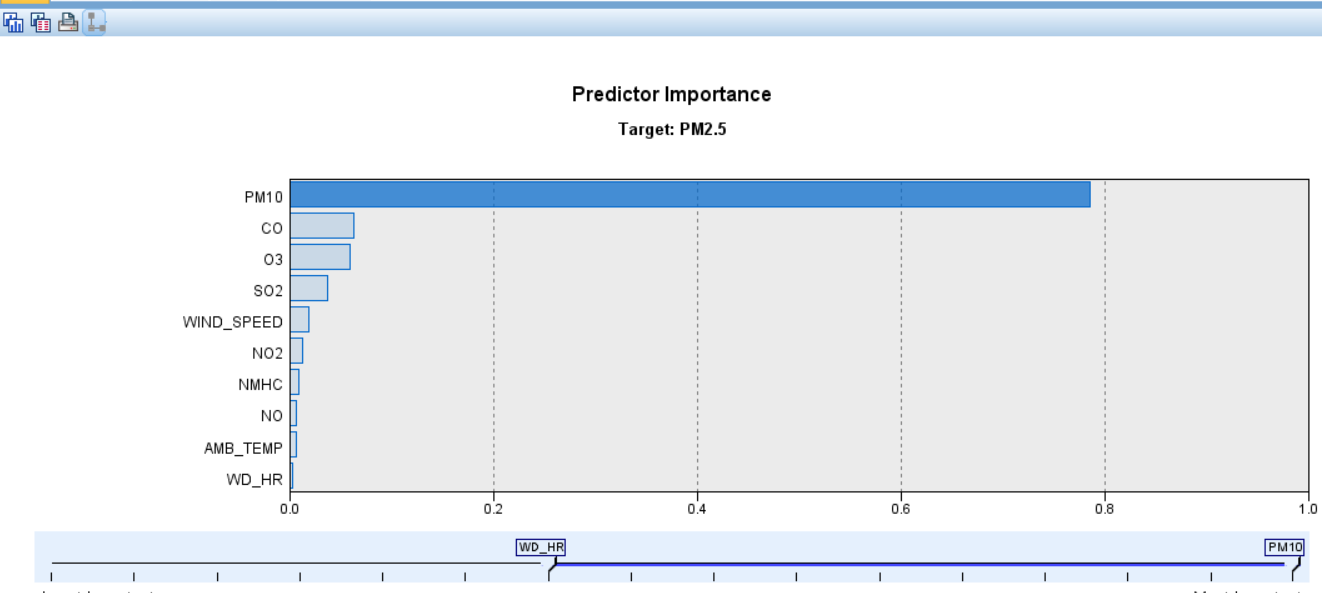 Predictor Importance
Target: PM2.5
PM10
CO
O3
SO2
WIND_SPEED
NO2
NMHC
NO
AMB_TEMP
WD_HR
0.0 0.2 0.4 0.6 0.8 1.0
WD_HR PM10